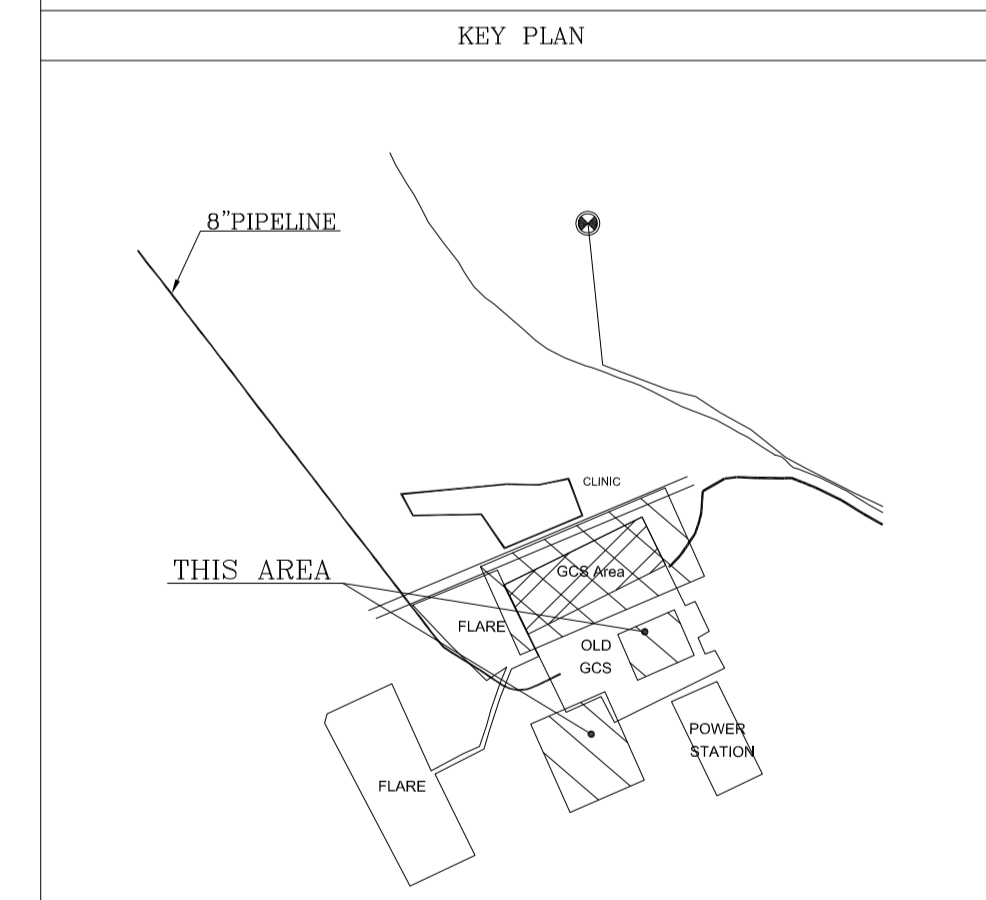 KEY PLAN
8"PIPELINE
CLINIC
THIS AREA
GCS Area
FLARE
OLD
GCS
POWER
STATION
FLARE